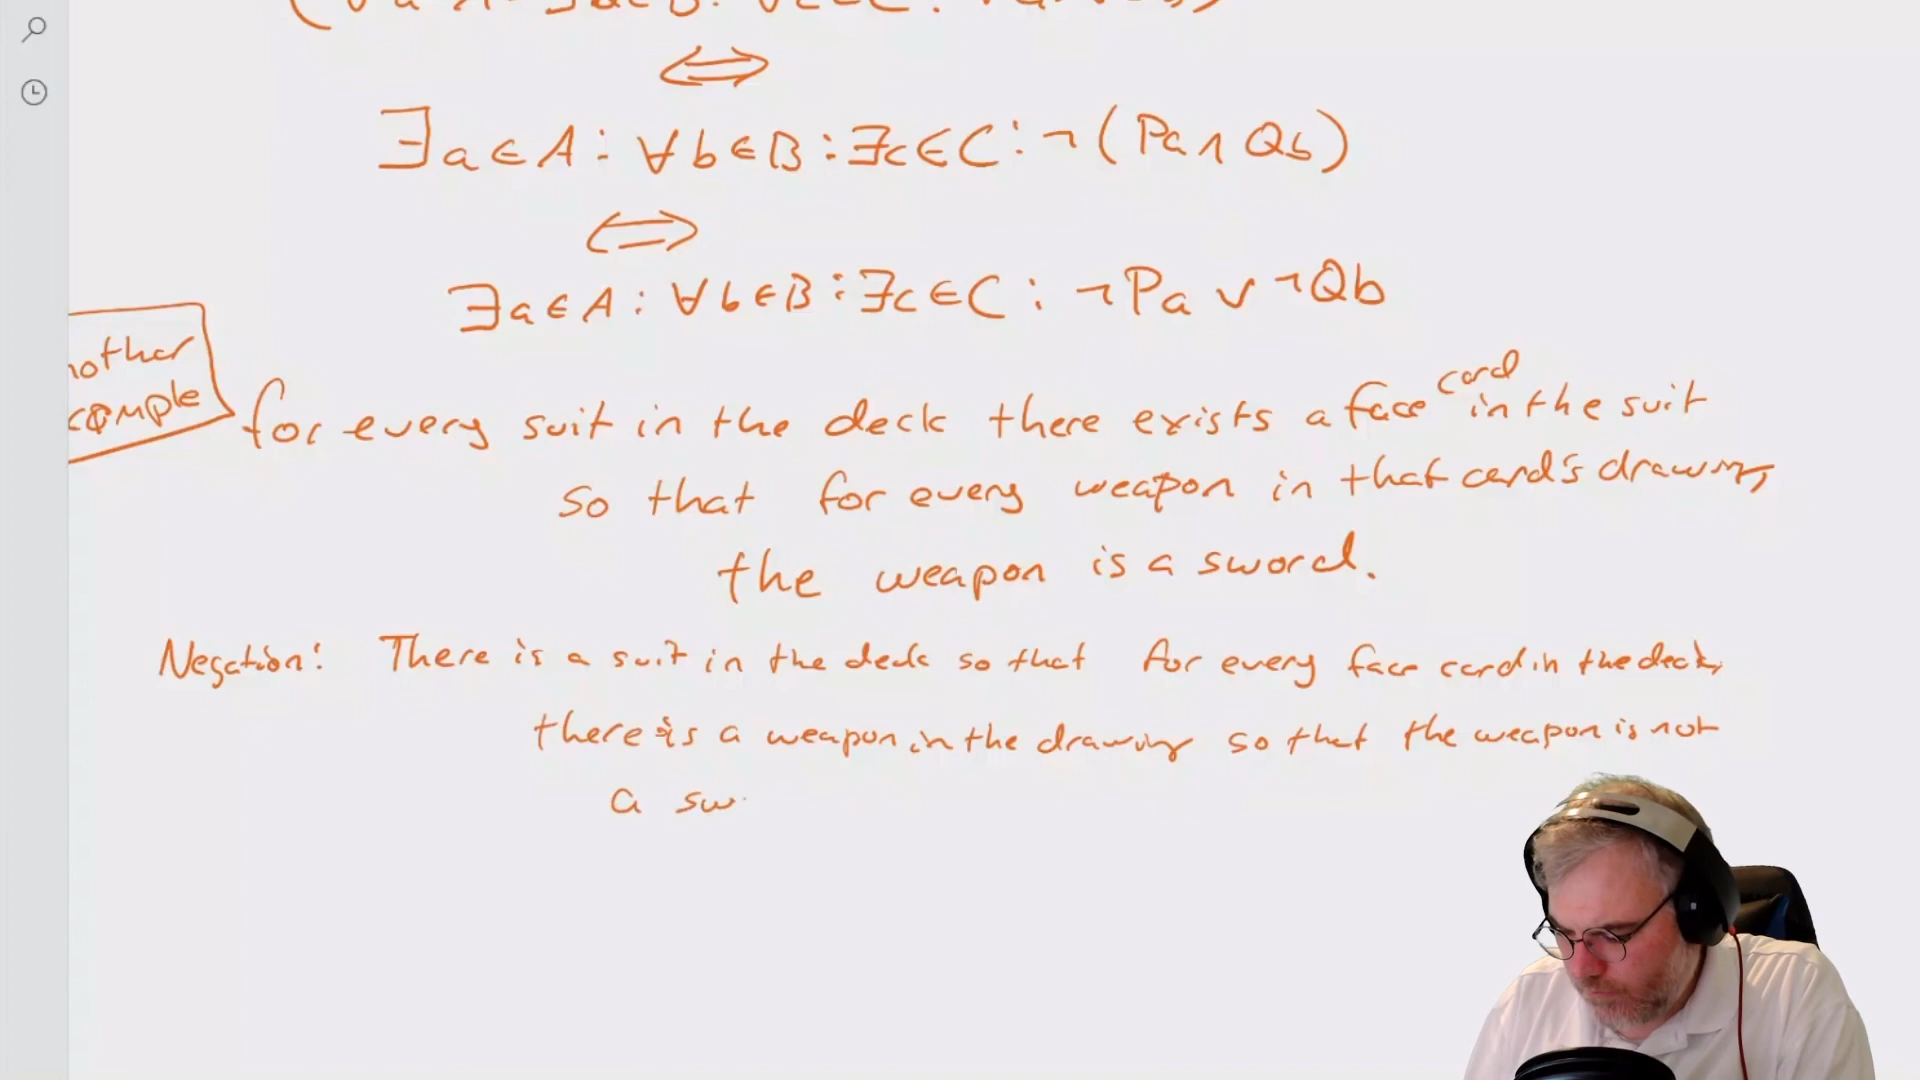 ∃a∈A: ∀b∈B: ∃c∈C: ¬(Pa∧Qb)
⇔
∃a∈A: ∀b∈B: ∃c∈C: ¬Pa ∨ ¬Qb
for every suit in the deck there exists a face card in the suit
so that for every weapon in that card's drawing,
the weapon is a sword.
Negation: There is a suit in the deck so that for every face card in the deck,
there is a weapon in the drawing so that the weapon is not
a sw